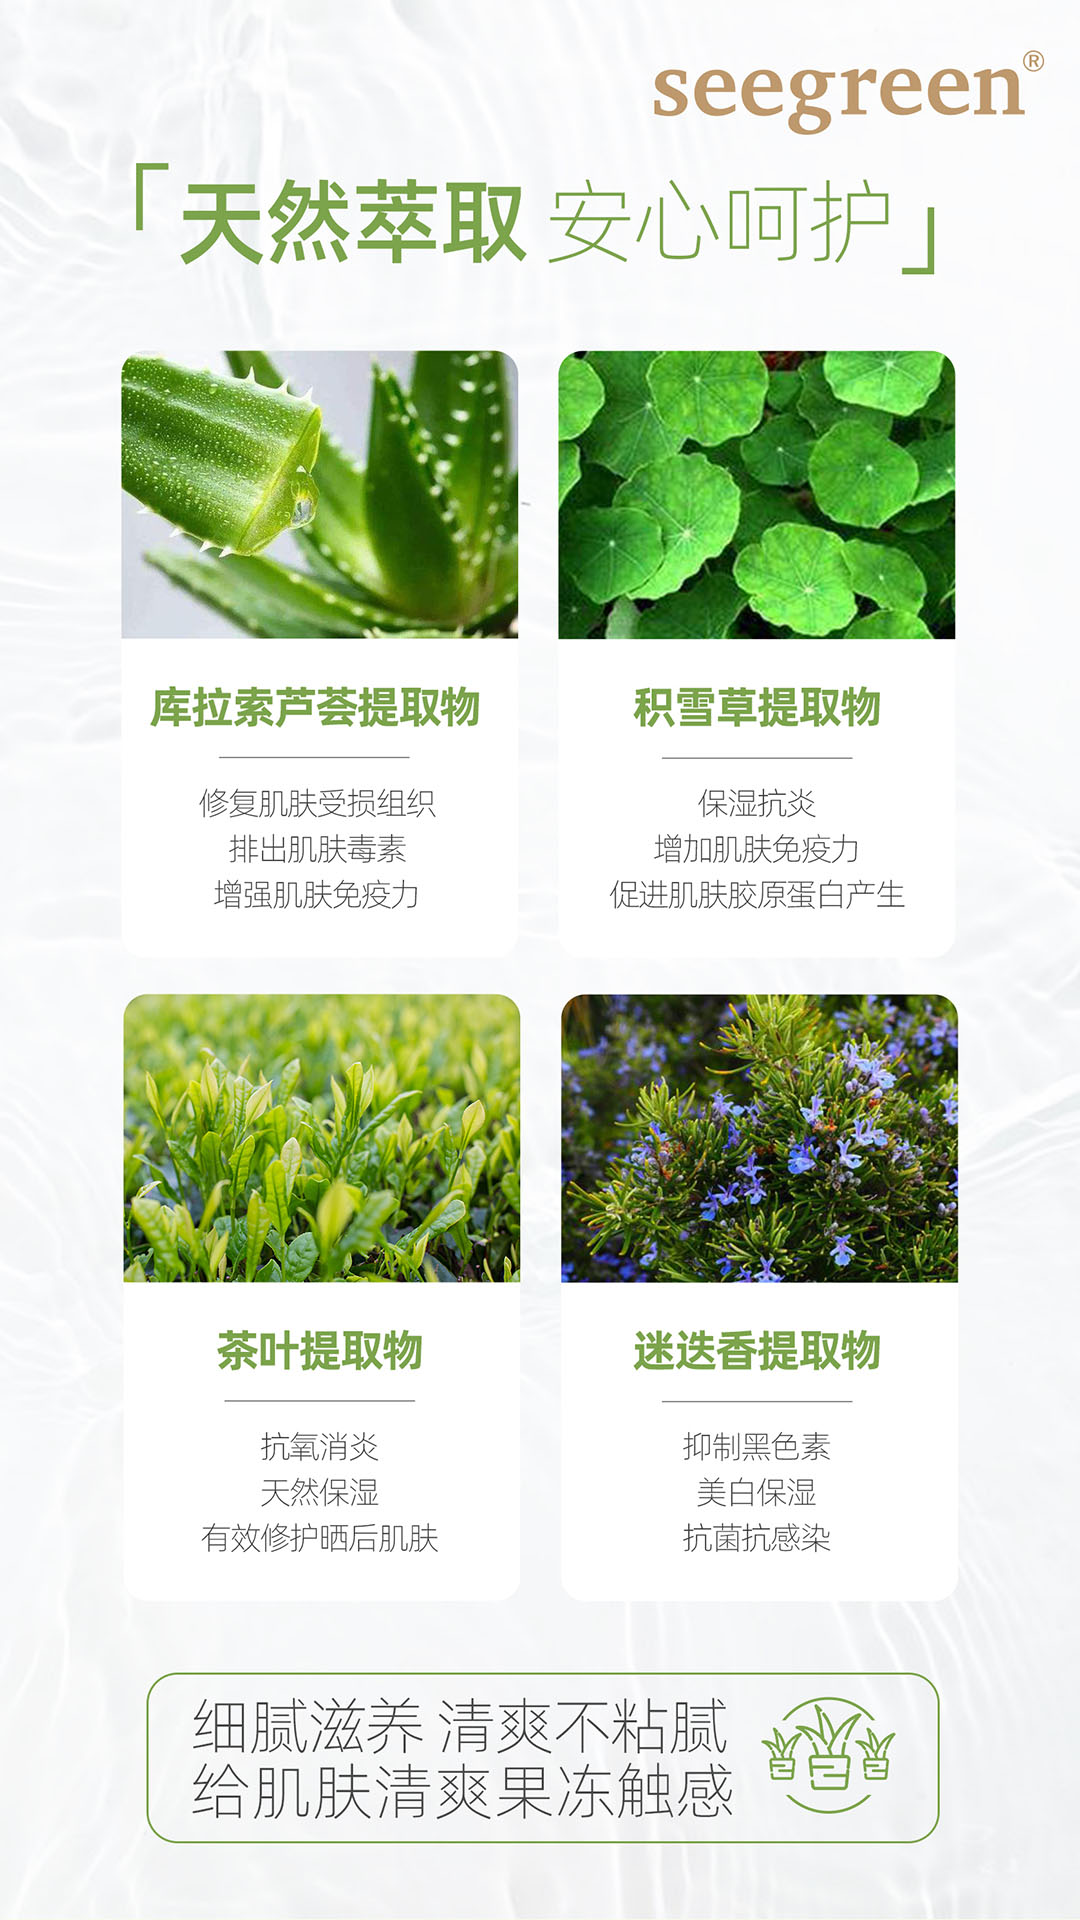 seegreen®
「天然萃取 安心呵护」
库拉索芦荟提取物
修复肌肤受损组织
排出肌肤毒素
增强肌肤免疫力
积雪草提取物
保湿抗炎
增加肌肤免疫力
促进肌肤胶原蛋白产生
茶叶提取物
抗氧消炎
天然保湿
有效修护晒后肌肤
迷迭香提取物
抑制黑色素
美白保湿
抗菌抗感染
细腻滋养 清爽不粘腻
给肌肤清爽果冻触感